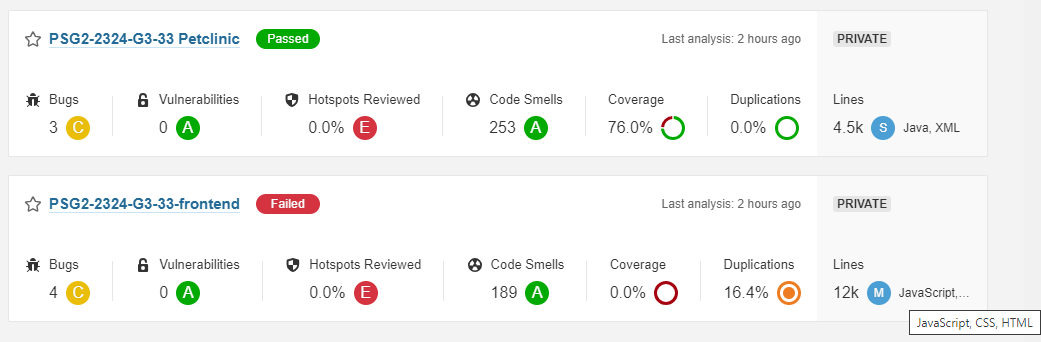 PSG2-2324-G3-33 Petclinic Passed Last analysis: 2 hours ago PRIVATE
Bugs Vulnerabilities Hotspots Reviewed Code Smells Coverage Duplications Lines
3 C 0 A 0.0% E 253 A 76.0% 0.0% 4.5k S Java, XML
PSG2-2324-G3-33-frontend Failed Last analysis: 2 hours ago PRIVATE
Bugs Vulnerabilities Hotspots Reviewed Code Smells Coverage Duplications Lines
4 C 0 A 0.0% E 189 A 0.0% 16.4% 12k M JavaScript,...
JavaScript, CSS, HTML